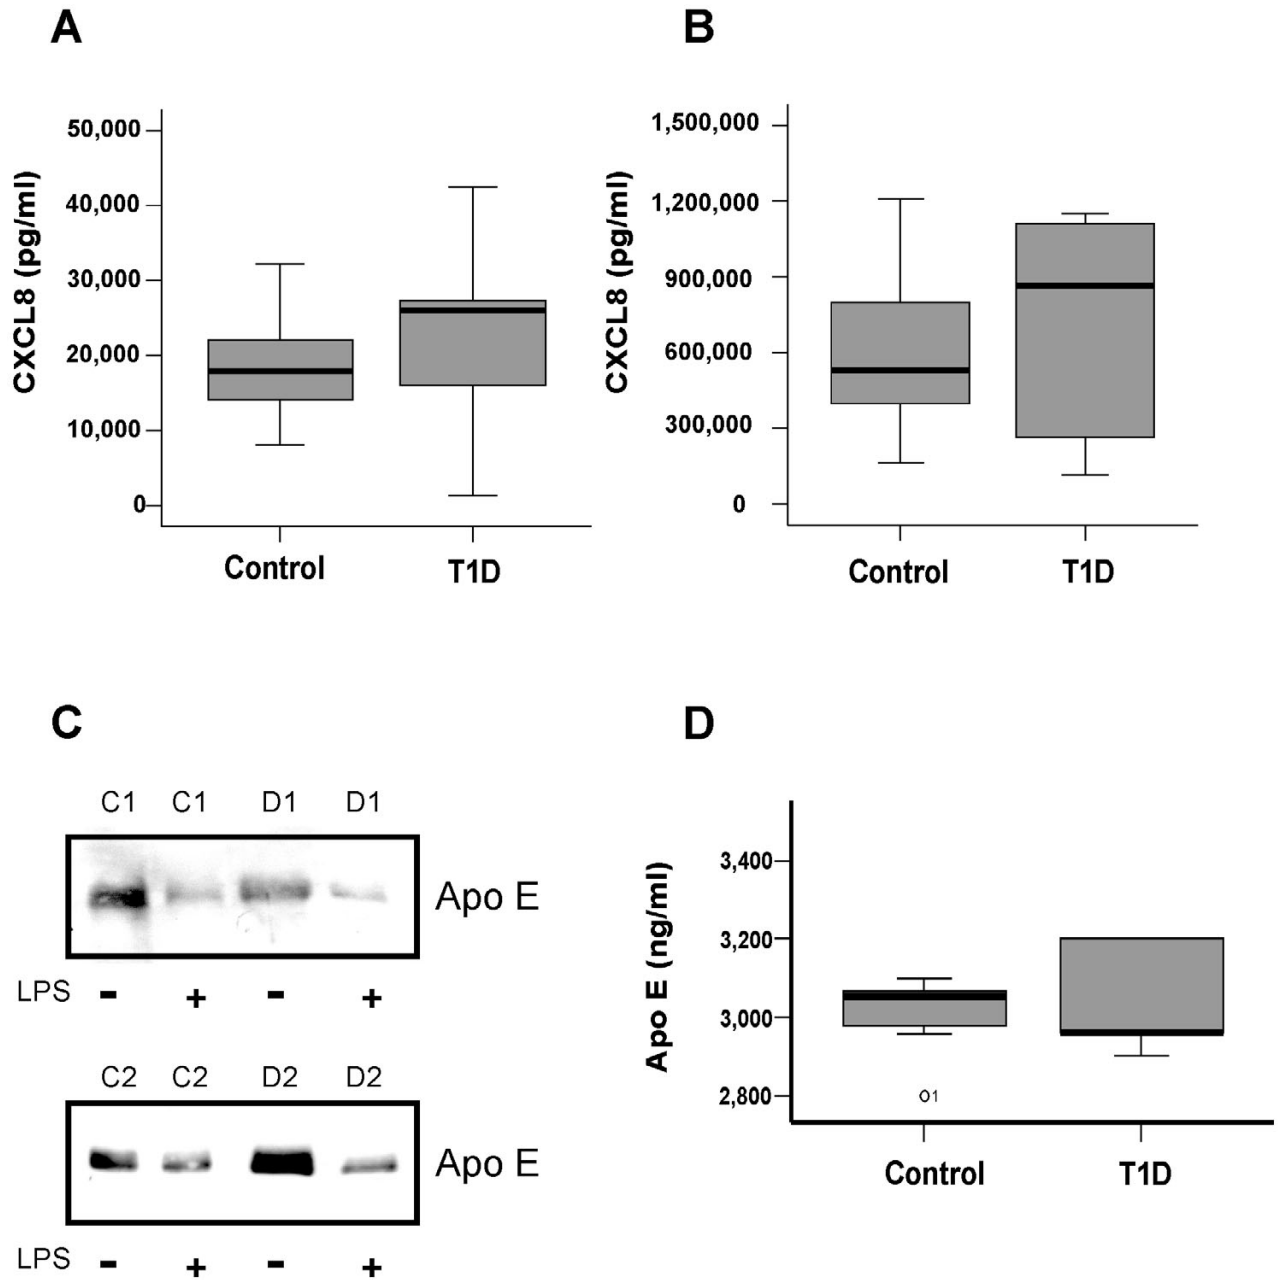 A
CXCL8 (pg/ml)
50,000
40,000
30,000
20,000
10,000
0
Control
T1D
B
CXCL8 (pg/ml)
1,500,000
1,200,000
900,000
600,000
300,000
0
Control
T1D
C
C1 C1 D1 D1
Apo E
LPS - + - +
C2 C2 D2 D2
Apo E
LPS - + - +
D
Apo E (ng/ml)
3,400
3,200
3,000
2,800
1
Control
T1D